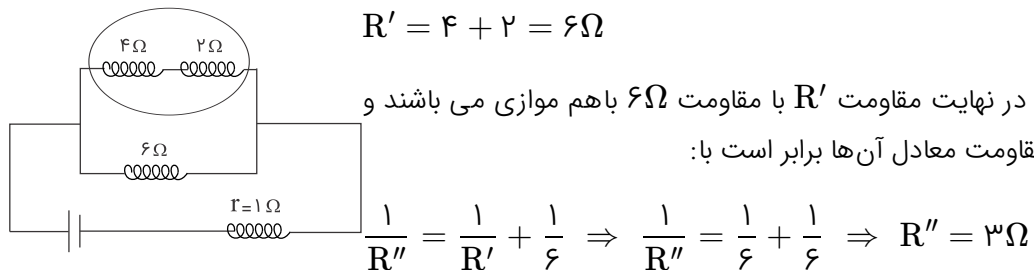 R′ = ۴ + ۲ = ۶Ω
۴Ω ۲Ω
در نهایت مقاومت R′ با مقاومت ۶Ω باهم موازی می باشند و
مقاومت معادل آن‌ها برابر است با:
۶Ω
r=۱Ω
۱/R″ = ۱/R′ + ۱/۶ ⇒ ۱/R″ = ۱/۶ + ۱/۶ ⇒ R″ = ۳Ω